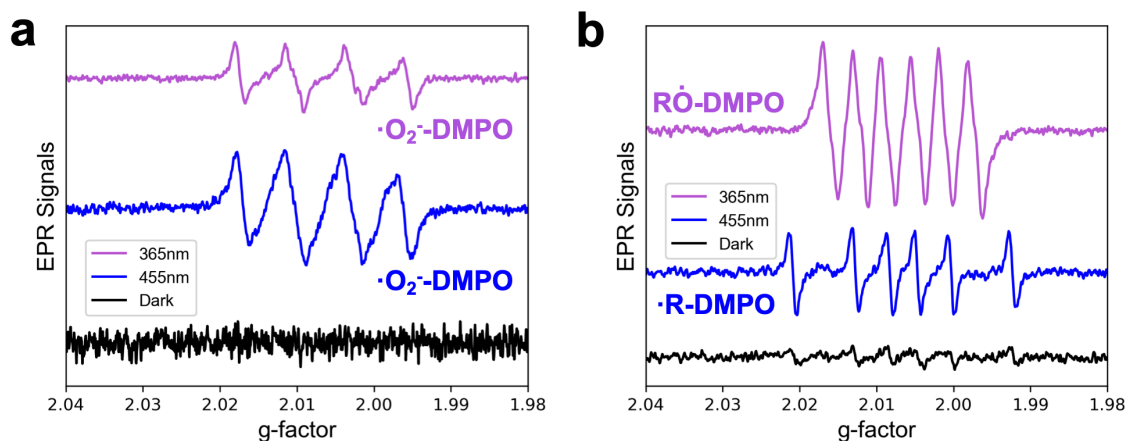 a
·O₂⁻-DMPO
·O₂⁻-DMPO
365nm
455nm
Dark
EPR Signals
2.04 2.03 2.02 2.01 2.00 1.99 1.98
g-factor
b
RȮ-DMPO
365nm
455nm
Dark
·R-DMPO
EPR Signals
2.04 2.03 2.02 2.01 2.00 1.99 1.98
g-factor